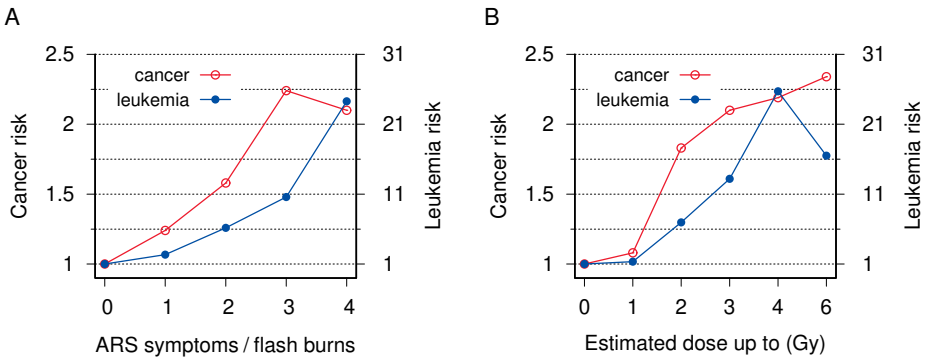 A
B
2.5
2
1.5
1
Cancer risk
cancer
leukemia
31
21
11
1
Leukemia risk
0 1 2 3 4
ARS symptoms / flash burns
2.5
2
1.5
1
Cancer risk
cancer
leukemia
31
21
11
1
Leukemia risk
0 1 2 3 4 6
Estimated dose up to (Gy)